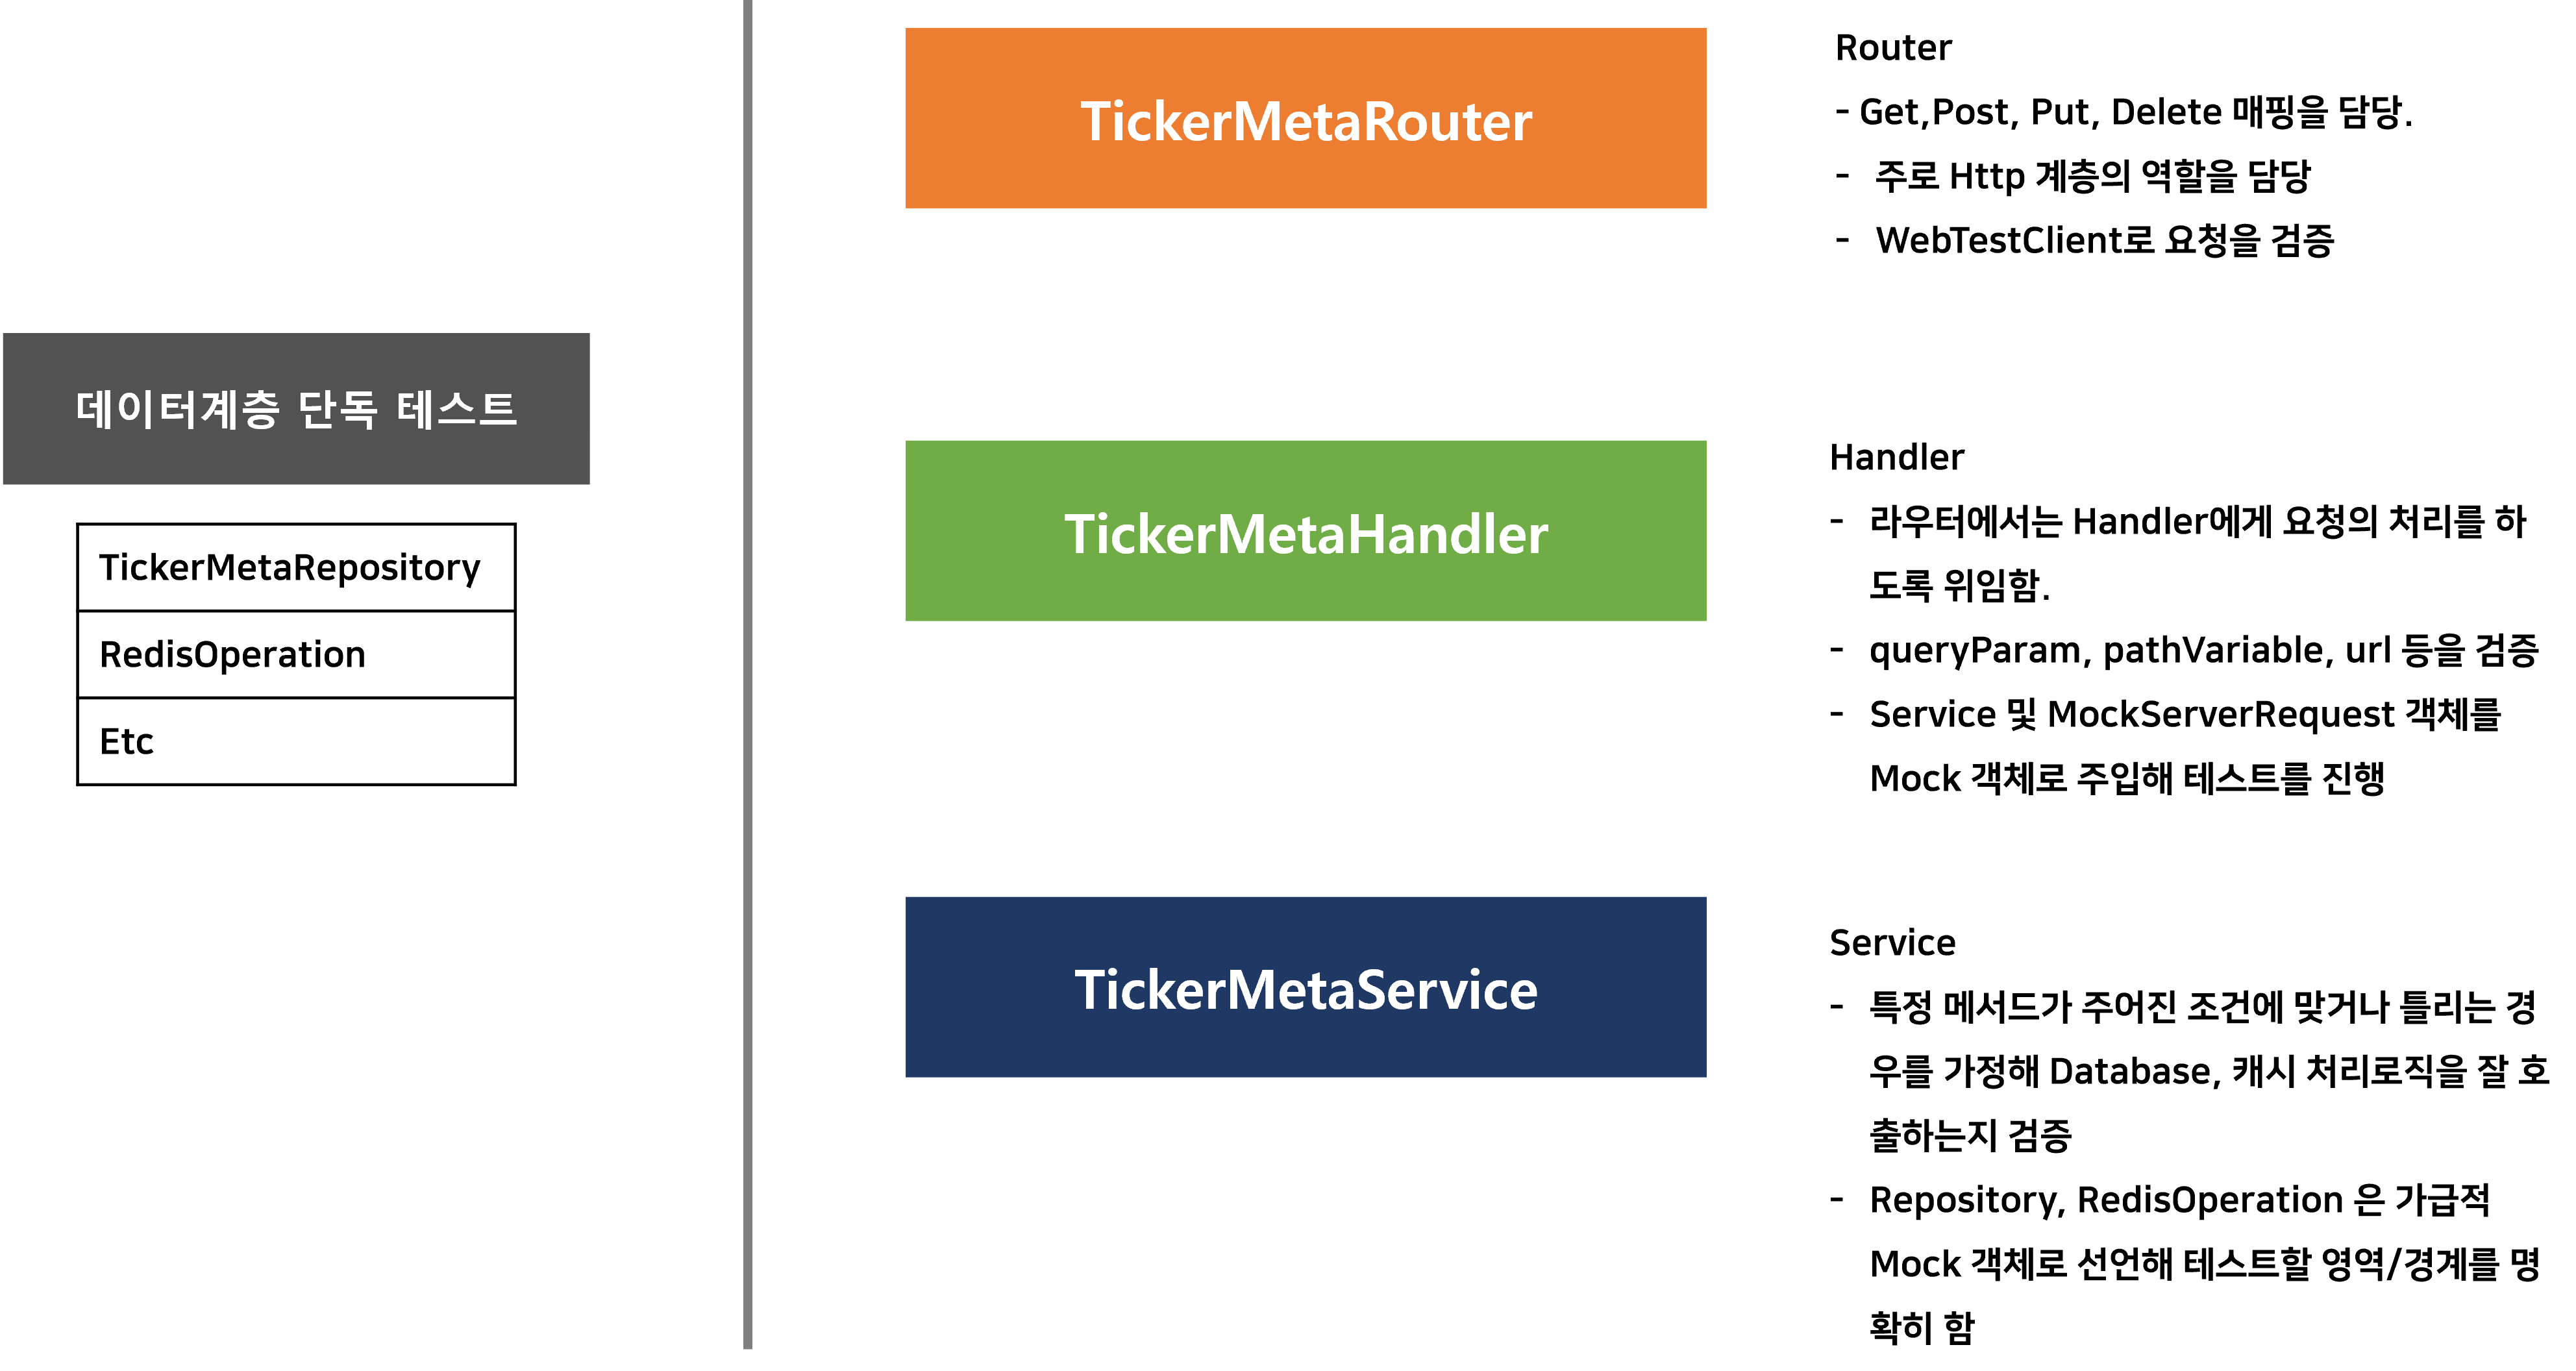 데이터계층 단독 테스트
TickerMetaRepository
RedisOperation
Etc
TickerMetaRouter
Router
- Get,Post, Put, Delete 매핑을 담당.
- 주로 Http 계층의 역할을 담당
- WebTestClient로 요청을 검증
TickerMetaHandler
Handler
- 라우터에서는 Handler에게 요청의 처리를 하
도록 위임함.
- queryParam, pathVariable, url 등을 검증
- Service 및 MockServerRequest 객체를
Mock 객체로 주입해 테스트를 진행
TickerMetaService
Service
- 특정 메서드가 주어진 조건에 맞거나 틀리는 경
우를 가정해 Database, 캐시 처리로직을 잘 호
출하는지 검증
- Repository, RedisOperation 은 가급적
Mock 객체로 선언해 테스트할 영역/경계를 명
확히 함